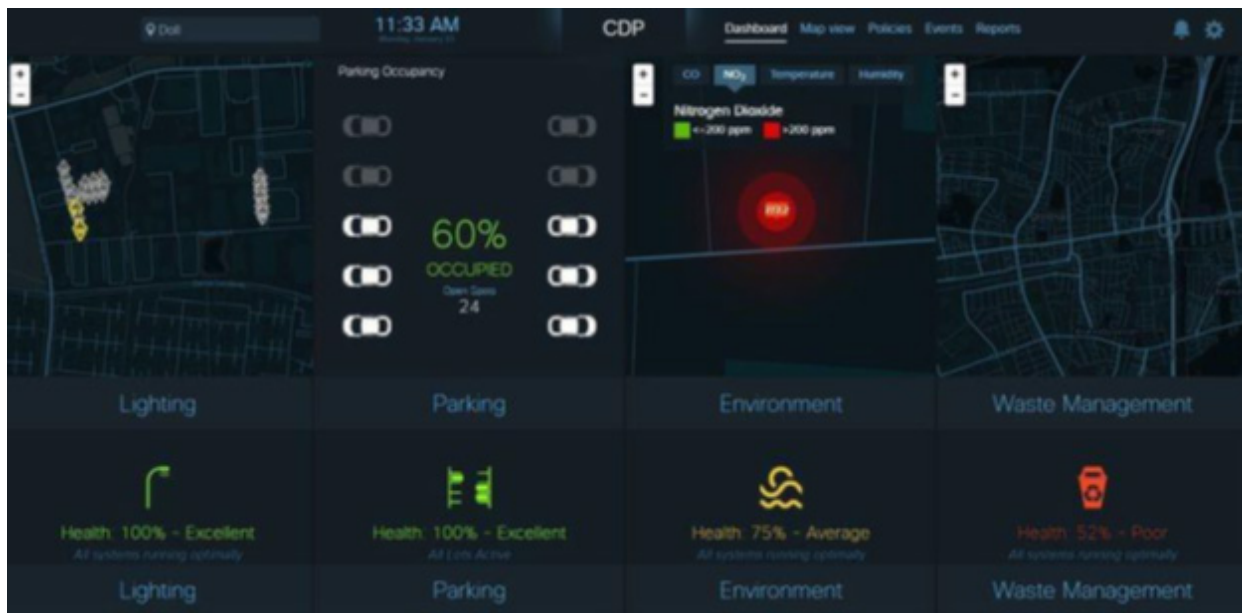 Doll
11:33 AM
CDP
Dashboard Map view Policies Events Reports
+
-
Parking Occupancy
60%
OCCUPIED
Open Spots
24
+
-
CO NO₂ Temperature Humidity
Nitrogen Dioxide
<=200 ppm >200 ppm
+
-
Lighting Parking Environment Waste Management
Health: 100% - Excellent Health: 100% - Excellent Health: 75% - Average Health: 52% - Poor
All systems running optimally All Lots Active All systems running optimally All systems running optimally
Lighting Parking Environment Waste Management